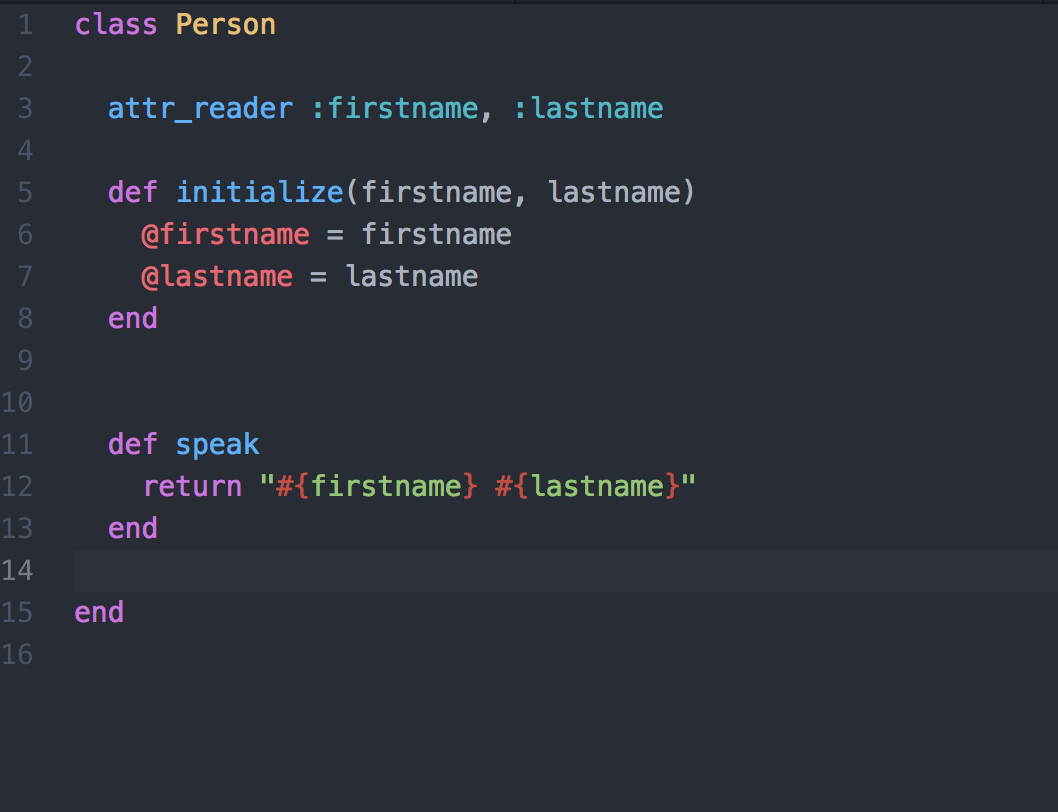 1 class Person
2
3   attr_reader :firstname, :lastname
4
5   def initialize(firstname, lastname)
6     @firstname = firstname
7     @lastname = lastname
8   end
9
10
11   def speak
12     return "#{firstname} #{lastname}"
13   end
14
15 end
16